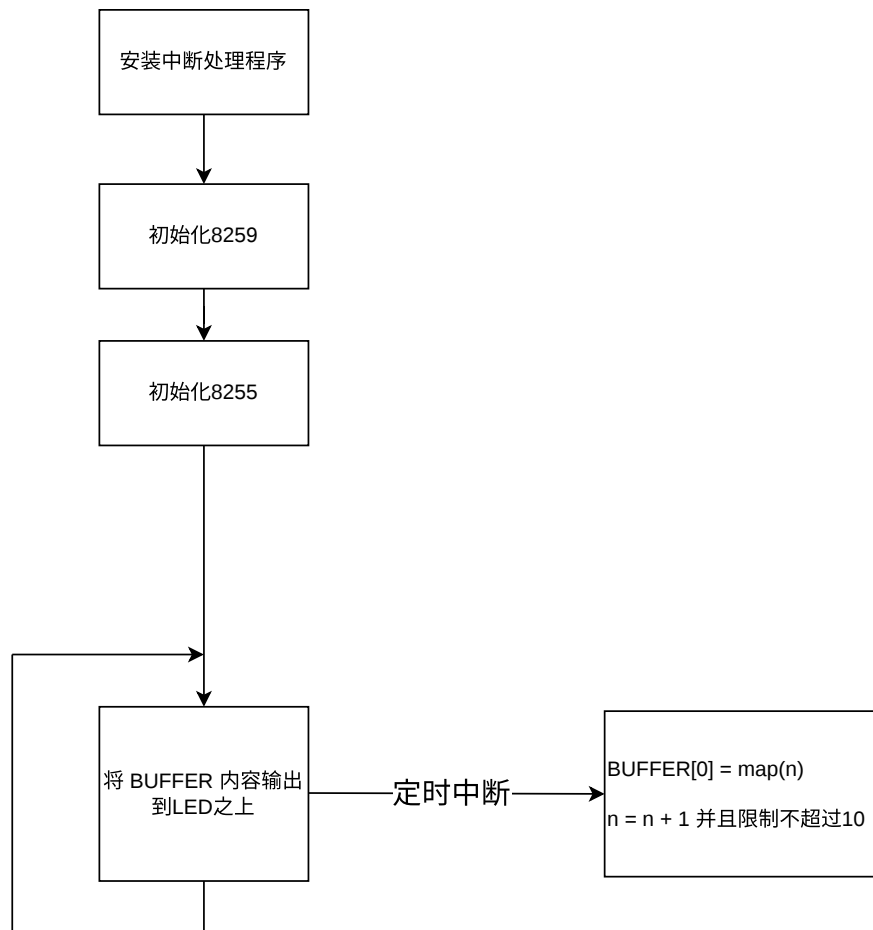 安装中断处理程序
初始化8259
初始化8255
将 BUFFER 内容输出
到LED之上
定时中断
BUFFER[0] = map(n)
n = n + 1 并且限制不超过10